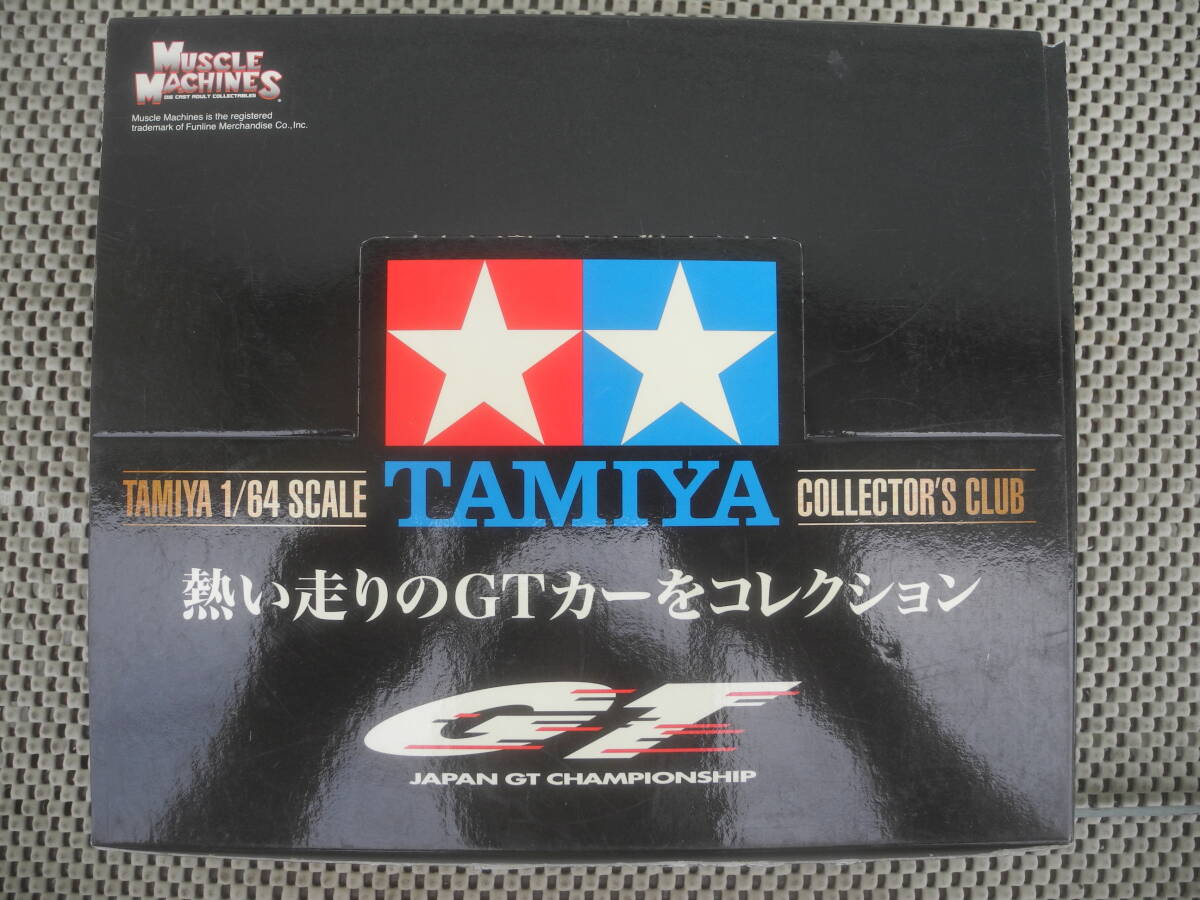 MUSCLE
MACHINES
DIE CAST ADULT COLLECTABLES
Muscle Machines is the registered
trademark of Funline Merchandise Co.,Inc.
TAMIYA 1/64 SCALE
TAMIYA
COLLECTOR'S CLUB
熱い走りのGTカーをコレクション
GT
JAPAN GT CHAMPIONSHIP